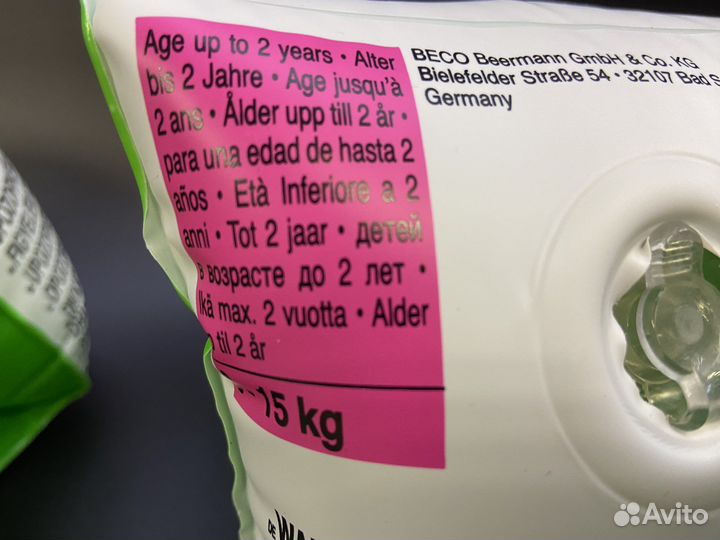 Age up to 2 years • Alter
bis 2 Jahre • Age jusqu'à
2 ans • Ålder upp till 2 år •
para una edad de hasta 2
años • Età Inferiore a 2
anni • Tot 2 jaar • детей
в возрасте до 2 лет •
Ikä max. 2 vuotta • Alder
til 2 år
15 kg
BECO Beermann GmbH & Co. KG
Bielefelder Straße 54 • 32107 Bad
Germany
DE
Avito